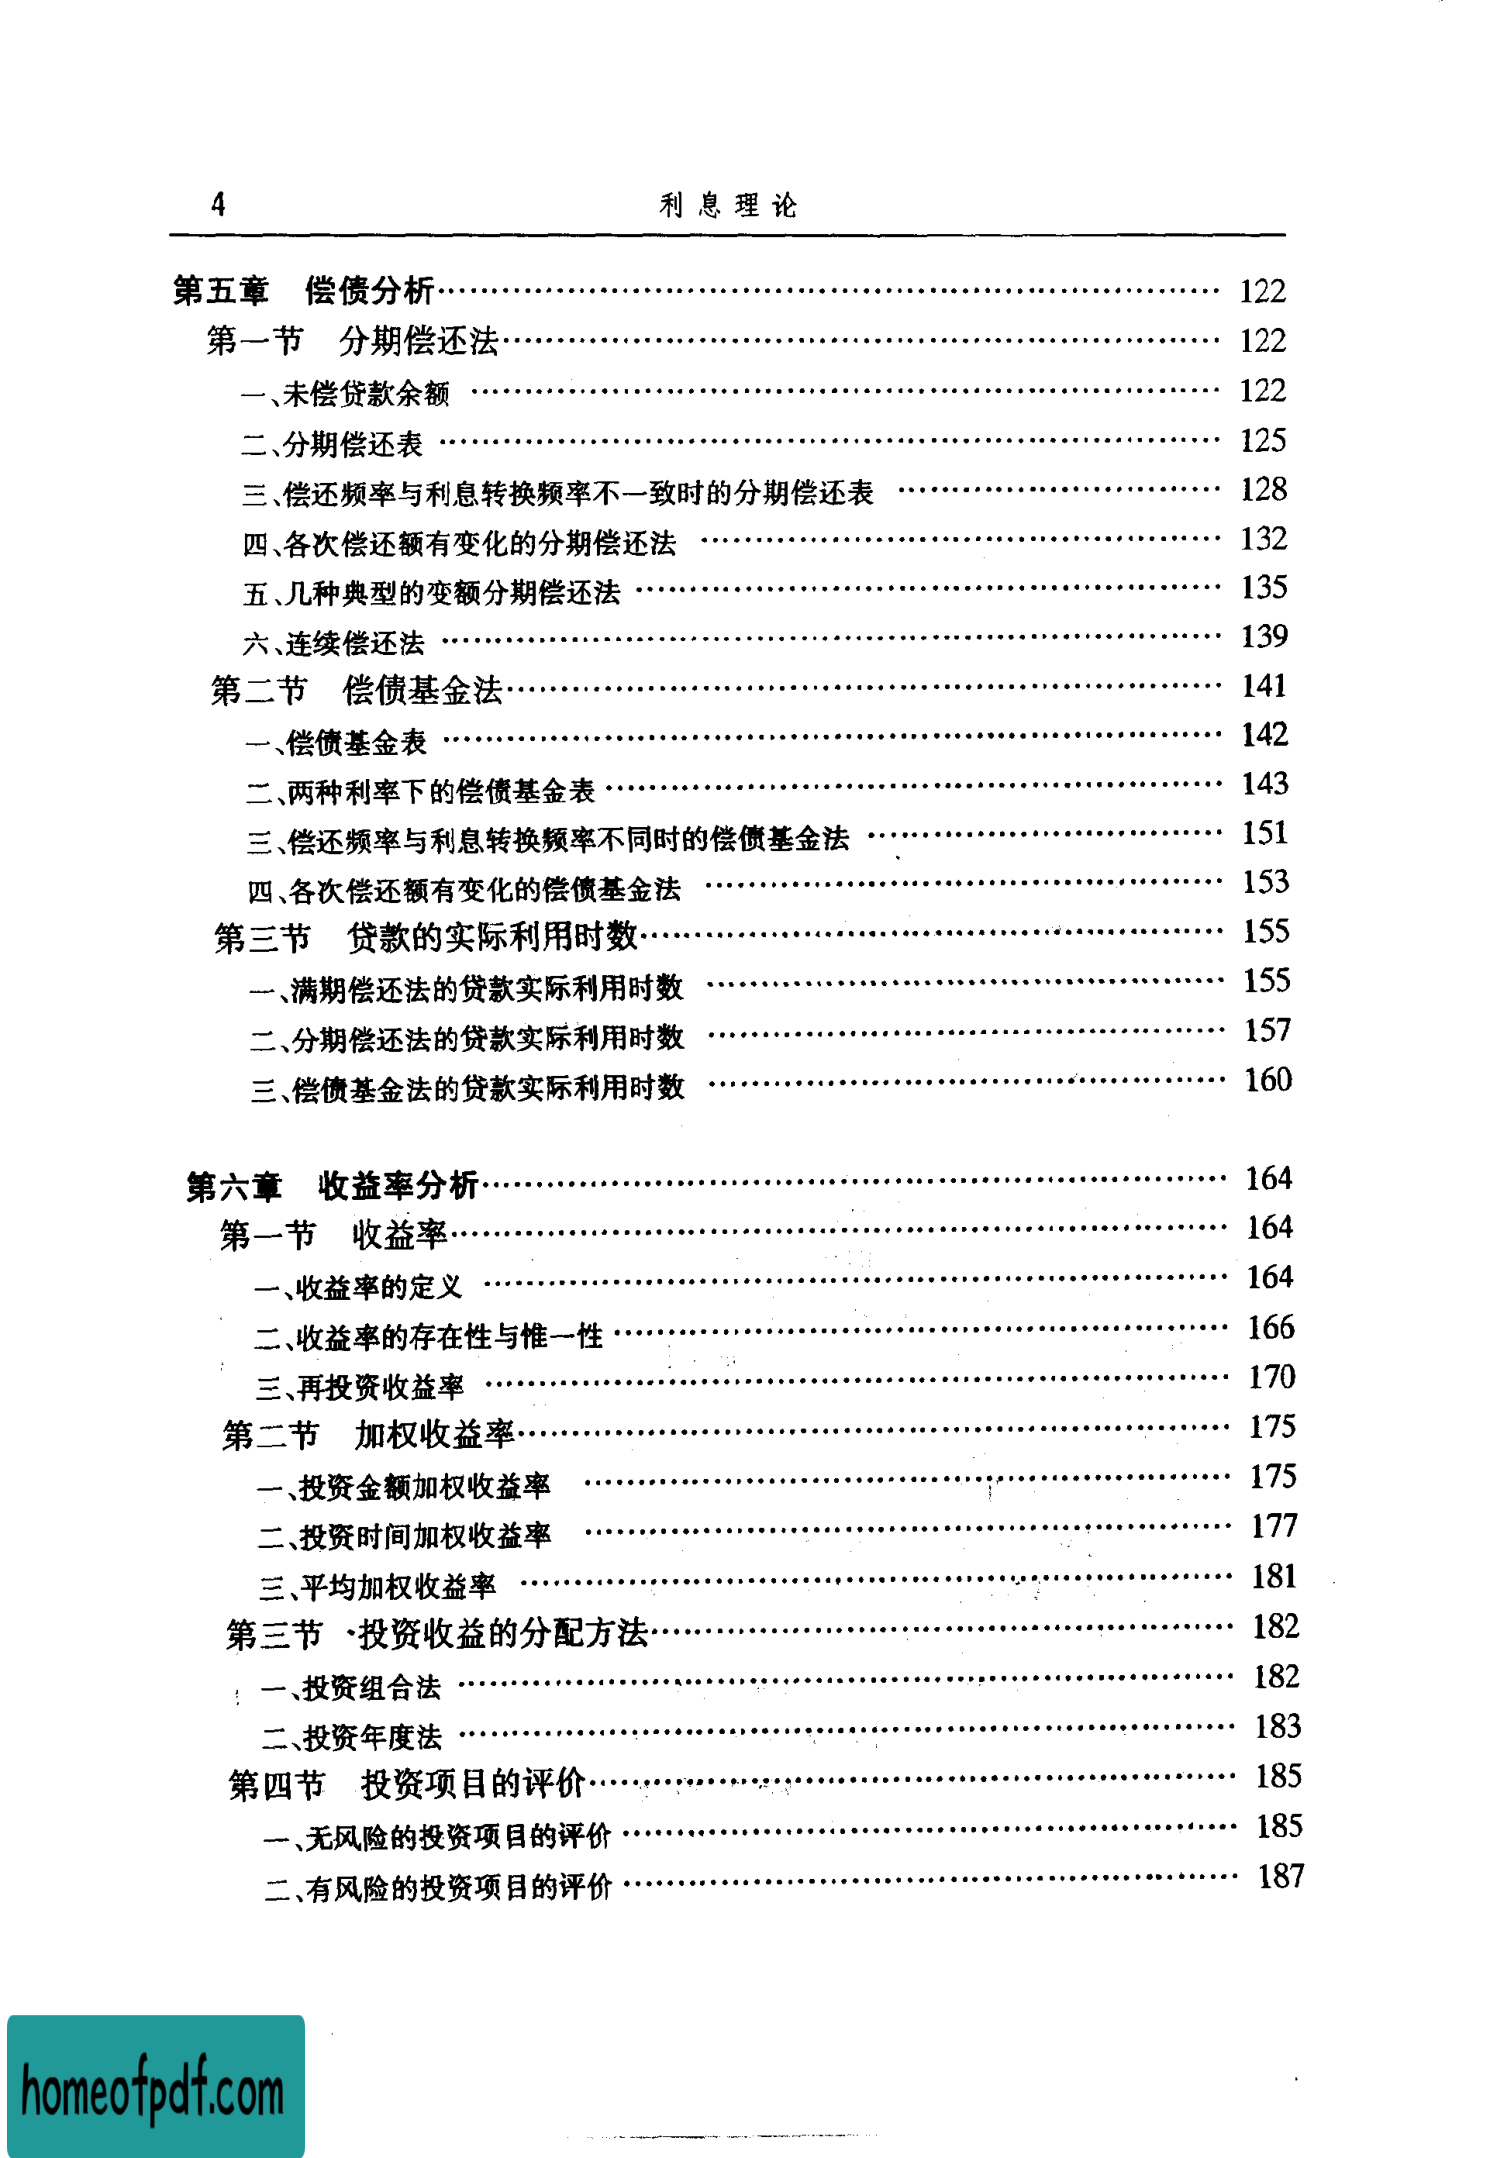 4 利息理论
第五章 偿债分析…… 122
第一节 分期偿还法…… 122
一、未偿贷款余额 …… 122
二、分期偿还表 …… 125
三、偿还频率与利息转换频率不一致时的分期偿还表 …… 128
四、各次偿还额有变化的分期偿还法 …… 132
五、几种典型的变额分期偿还法 …… 135
六、连续偿还法 …… 139
第二节 偿债基金法…… 141
一、偿债基金表 …… 142
二、两种利率下的偿债基金表 …… 143
三、偿还频率与利息转换频率不同时的偿债基金法 …… 151
四、各次偿还额有变化的偿债基金法 …… 153
第三节 贷款的实际利用时数…… 155
一、满期偿还法的贷款实际利用时数 …… 155
二、分期偿还法的贷款实际利用时数 …… 157
三、偿债基金法的贷款实际利用时数 …… 160
第六章 收益率分析…… 164
第一节 收益率…… 164
一、收益率的定义 …… 164
二、收益率的存在性与惟一性 …… 166
三、再投资收益率 …… 170
第二节 加权收益率…… 175
一、投资金额加权收益率 …… 175
二、投资时间加权收益率 …… 177
三、平均加权收益率 …… 181
第三节 投资收益的分配方法…… 182
一、投资组合法 …… 182
二、投资年度法 …… 183
第四节 投资项目的评价…… 185
一、无风险的投资项目的评价 …… 185
二、有风险的投资项目的评价 …… 187
homeofpdf.com